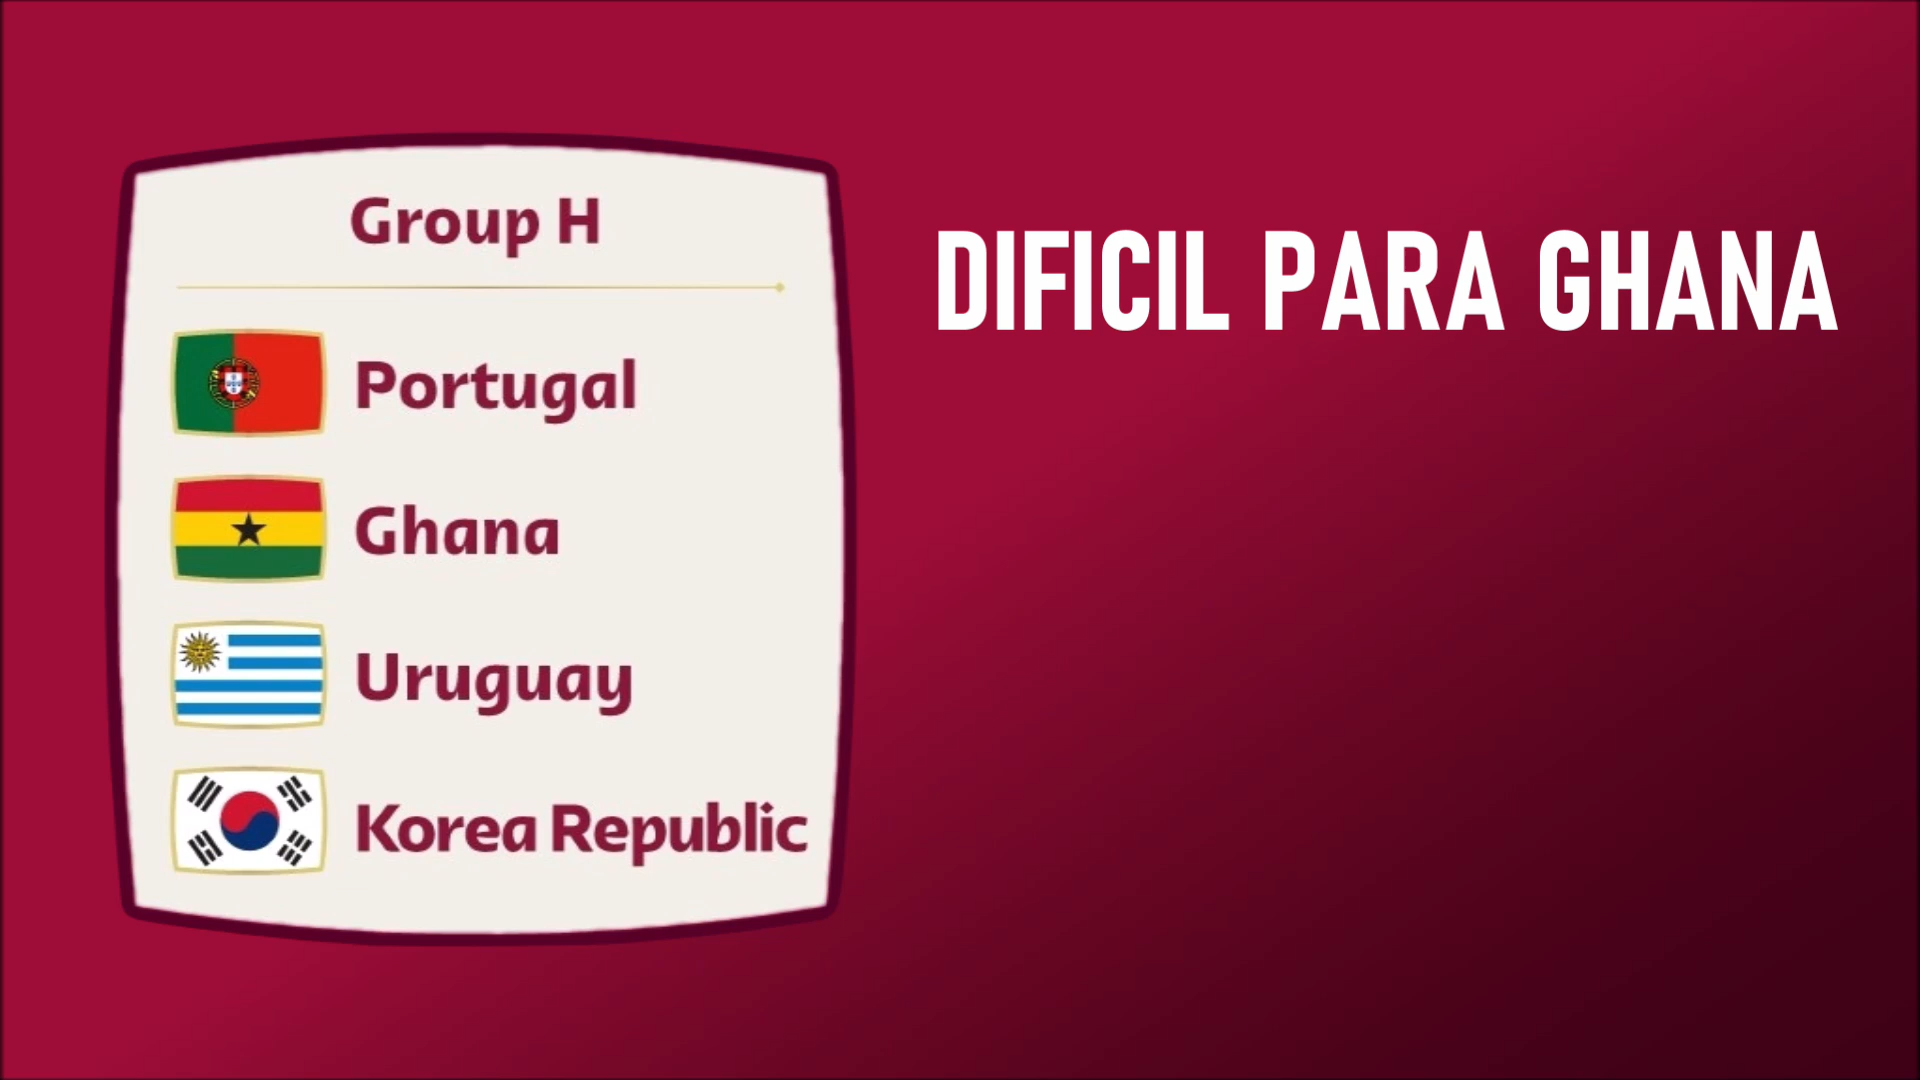 Group H
DIFICIL PARA GHANA
Portugal
Ghana
Uruguay
Korea Republic